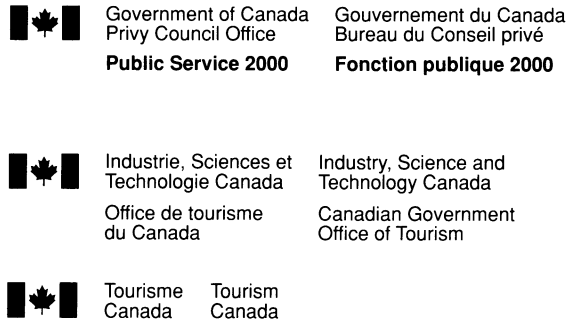 Government of Canada
Privy Council Office
Public Service 2000
Gouvernement du Canada
Bureau du Conseil privé
Fonction publique 2000
Industrie, Sciences et
Technologie Canada
Office de tourisme
du Canada
Industry, Science and
Technology Canada
Canadian Government
Office of Tourism
Tourisme
Canada
Tourism
Canada